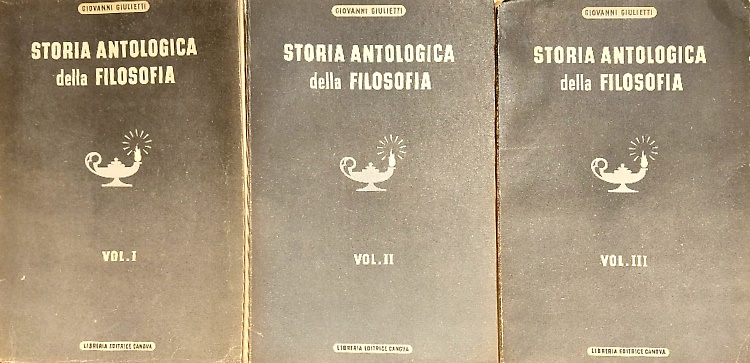 GIOVANNI GIULIETTI
STORIA ANTOLOGICA
della FILOSOFIA
VOL. I
LIBRERIA EDITRICE CANOVA
GIOVANNI GIULIETTI
STORIA ANTOLOGICA
della FILOSOFIA
VOL. II
LIBRERIA EDITRICE CANOVA
GIOVANNI GIULIETTI
STORIA ANTOLOGICA
della FILOSOFIA
VOL. III
LIBRERIA EDITRICE CANOVA